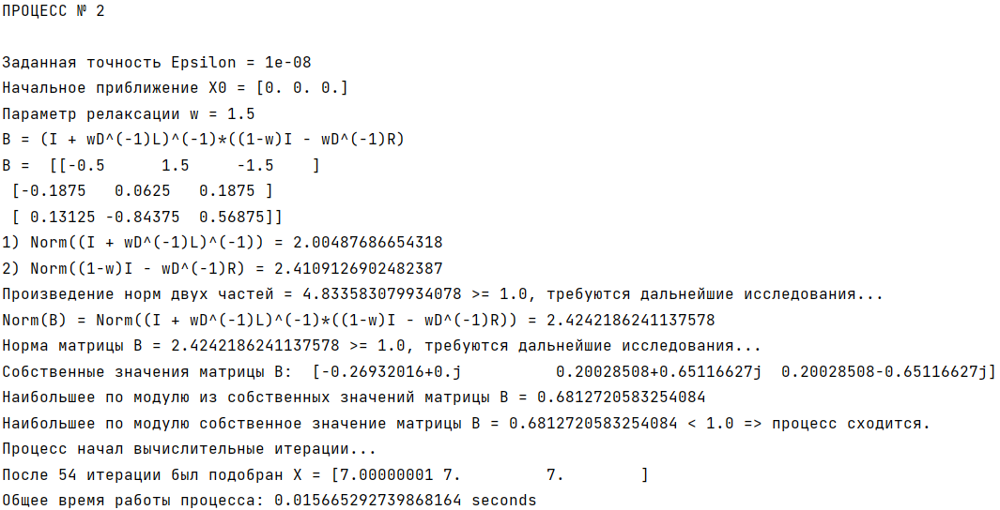 ПРОЦЕСС № 2
Заданная точность Epsilon = 1e-08
Начальное приближение X0 = [0. 0. 0.]
Параметр релаксации w = 1.5
B = (I + wD^(-1)L)^(-1)*((1-w)I - wD^(-1)R)
B =  [[-0.5      1.5     -1.5    ]
 [-0.1875   0.0625   0.1875 ]
 [ 0.13125 -0.84375  0.56875]]
1) Norm((I + wD^(-1)L)^(-1)) = 2.00487686654318
2) Norm((1-w)I - wD^(-1)R) = 2.4109126902482387
Произведение норм двух частей = 4.833583079934078 >= 1.0, требуются дальнейшие исследования...
Norm(B) = Norm((I + wD^(-1)L)^(-1)*((1-w)I - wD^(-1)R)) = 2.4242186241137578
Норма матрицы B = 2.4242186241137578 >= 1.0, требуются дальнейшие исследования...
Собственные значения матрицы B:  [-0.26932016+0.j          0.20028508+0.65116627j  0.20028508-0.65116627j]
Наибольшее по модулю из собственных значений матрицы B = 0.6812720583254084
Наибольшее по модулю собственное значение матрицы B = 0.6812720583254084 < 1.0 => процесс сходится.
Процесс начал вычислительные итерации...
После 54 итерации был подобран X = [7.00000001 7.         7.        ]
Общее время работы процесса: 0.015665292739868164 seconds